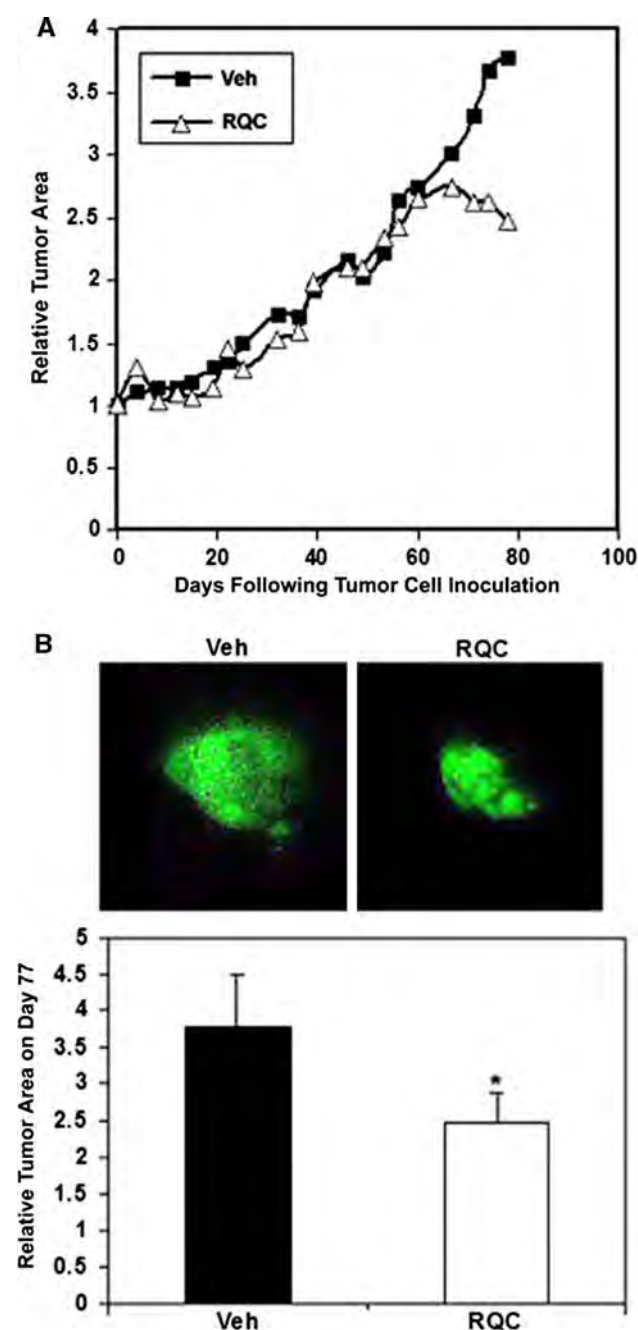 A
4
3.5
3
2.5
2
1.5
1
0.5
0
Relative Tumor Area
Veh
RQC
0 20 40 60 80 100
Days Following Tumor Cell Inoculation
B
Veh RQC
5
4.5
4
3.5
3
2.5
2
1.5
1
0.5
0
Relative Tumor Area on Day 77
*
Veh RQC